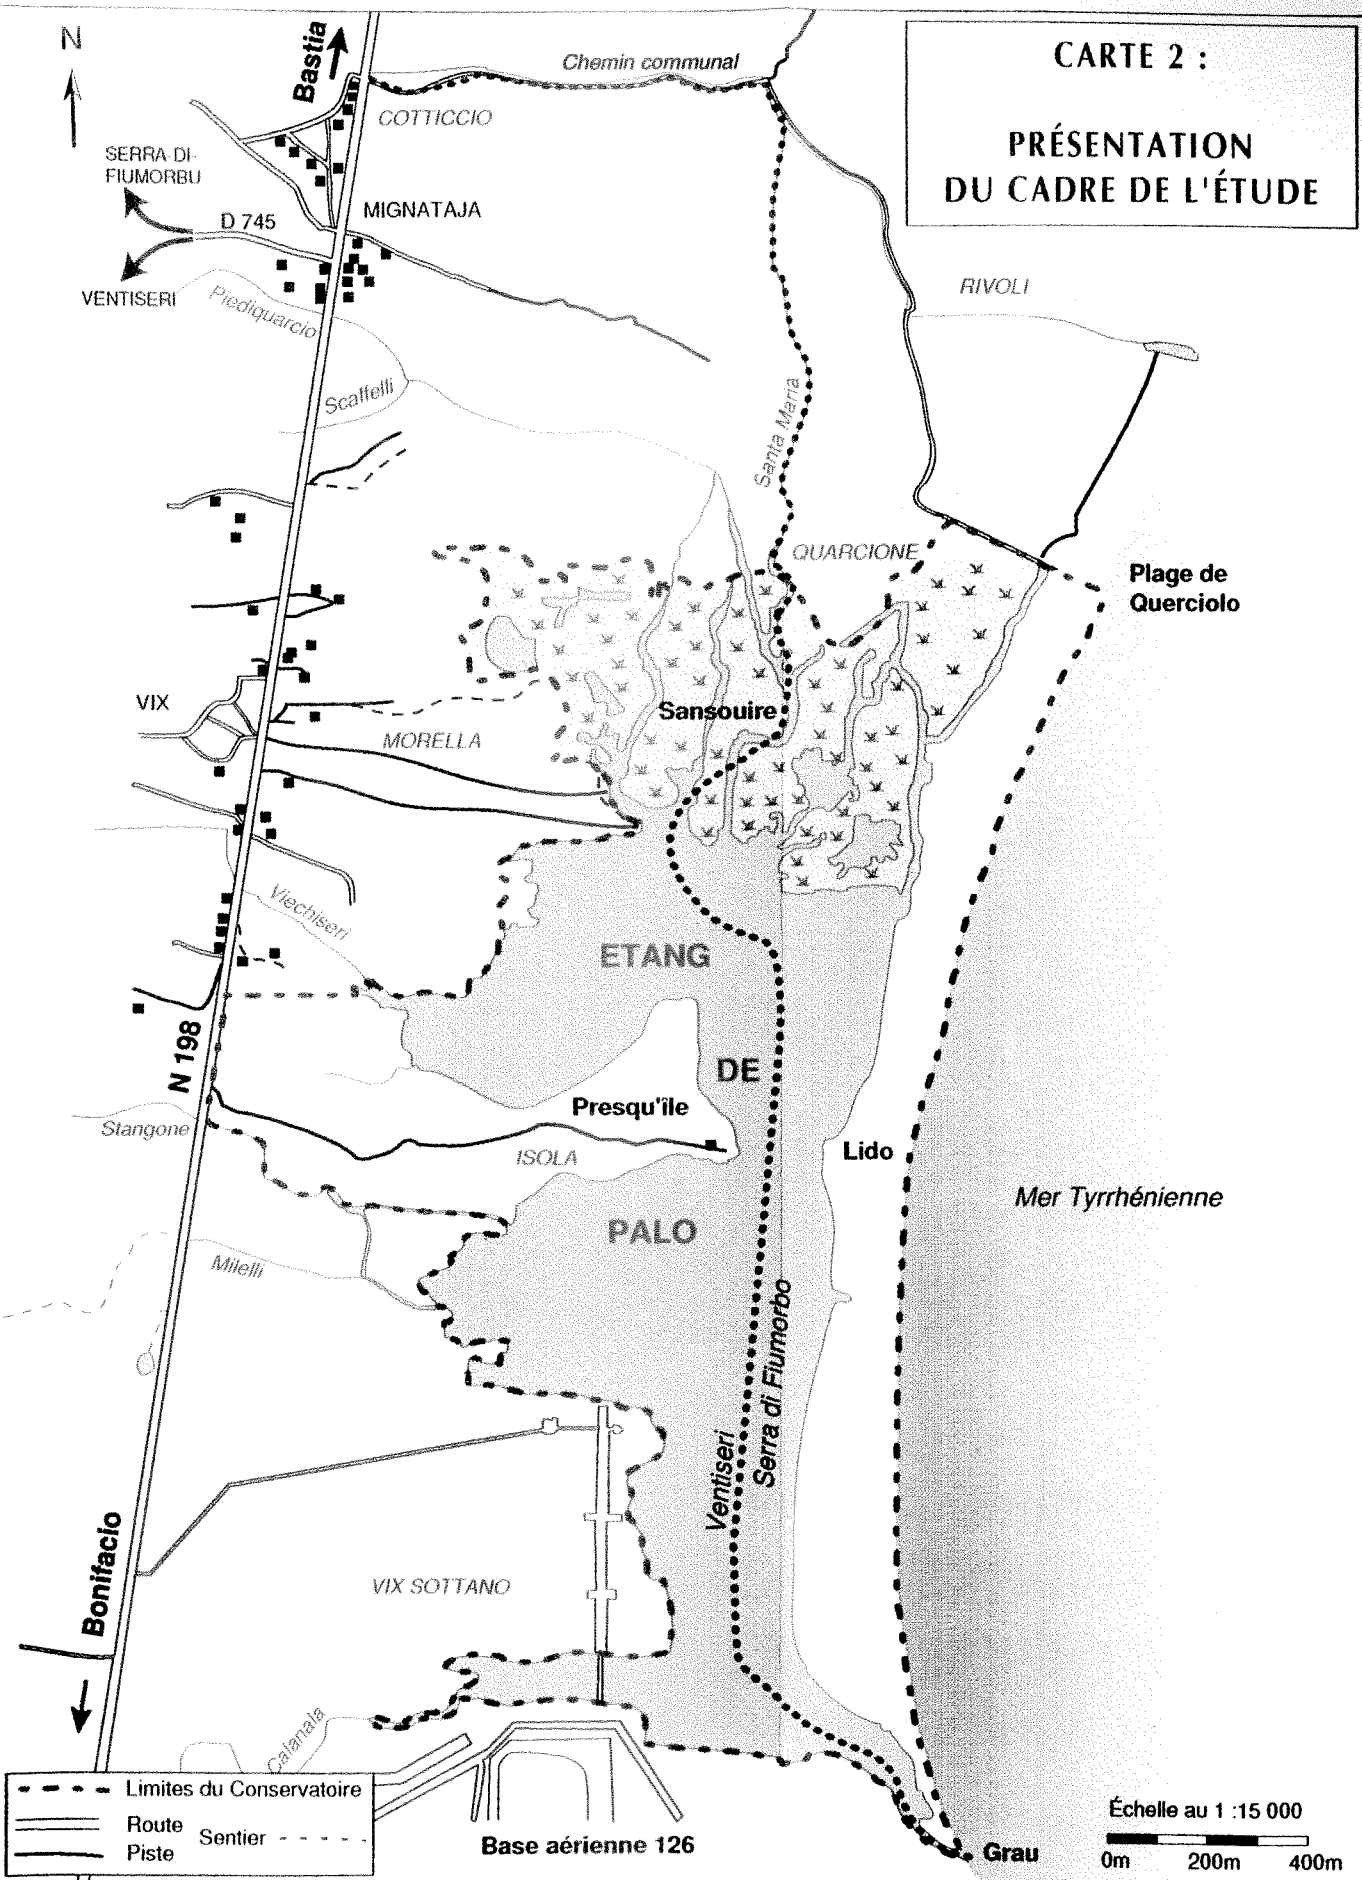 CARTE 2 :
PRÉSENTATION
DU CADRE DE L'ÉTUDE
N
Bastia
Chemin communal
COTTICCIO
SERRA-DI-
FIUMORBU
D 745
MIGNATAJA
VENTISERI
Piediquarcio
RIVOLI
Scaffelli
Santa Maria
QUARCIONE
Plage de
Querciolo
VIX
Sansouire
MORELLA
Viechiseri
ETANG
N 198
DE
Presqu'île
Stangone
ISOLA
Lido
Mer Tyrrhénienne
PALO
Milelli
Ventiseri
Serra di Fiumorbo
Bonifacio
VIX SOTTANO
Calanala
Limites du Conservatoire
Route
Sentier
Piste
Base aérienne 126
Grau
Échelle au 1 :15 000
0m 200m 400m